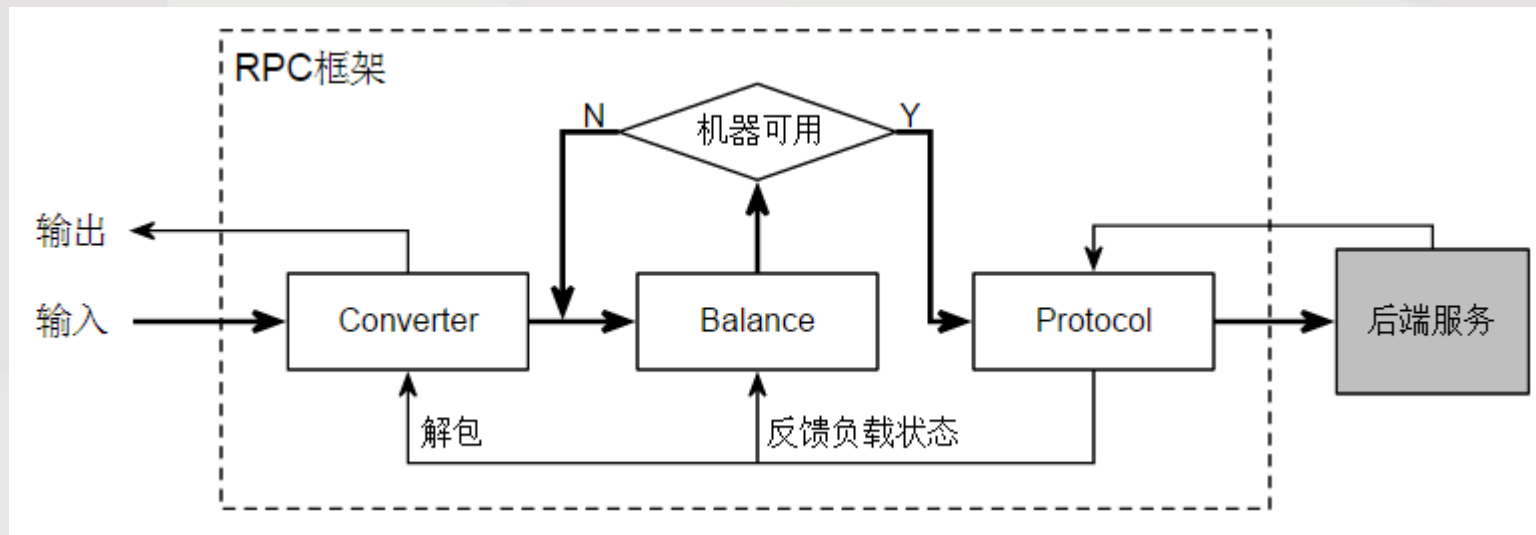 RPC框架
N
机器可用
Y
输出
输入
Converter
Balance
Protocol
后端服务
解包
反馈负载状态